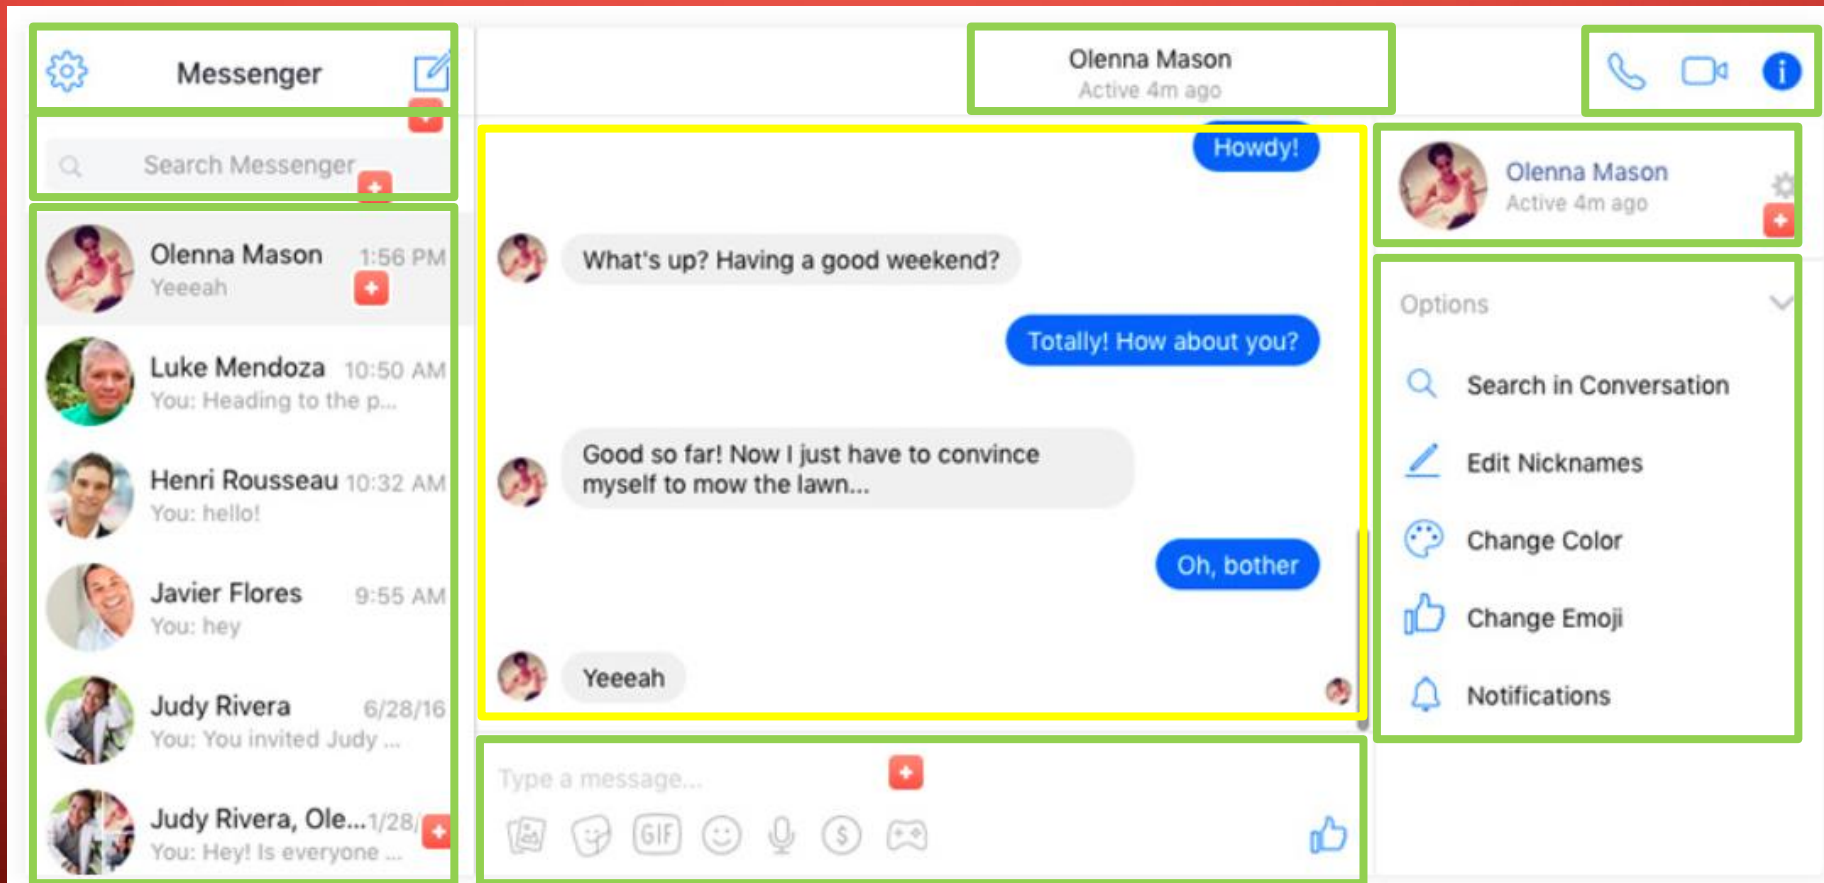 Messenger
Search Messenger
Olenna Mason 1:56 PM
Yeeeah
Luke Mendoza 10:50 AM
You: Heading to the p...
Henri Rousseau 10:32 AM
You: hello!
Javier Flores 9:55 AM
You: hey
Judy Rivera 6/28/16
You: You invited Judy ...
Judy Rivera, Ole... 1/28/
You: Hey! Is everyone ...
Olenna Mason
Active 4m ago
Howdy!
What's up? Having a good weekend?
Totally! How about you?
Good so far! Now I just have to convince
myself to mow the lawn...
Oh, bother
Yeeeah
Type a message...
GIF
$
i
Olenna Mason
Active 4m ago
Options
Search in Conversation
Edit Nicknames
Change Color
Change Emoji
Notifications